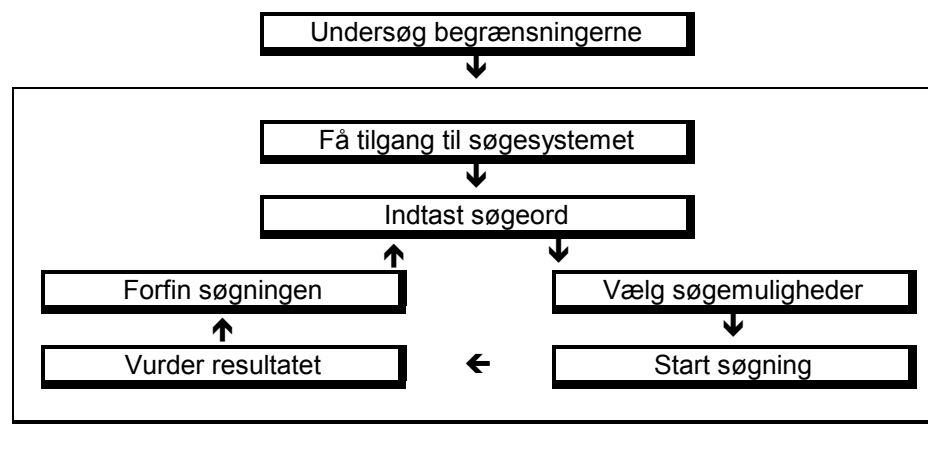 Undersøg begrænsningerne
Få tilgang til søgesystemet
Indtast søgeord
Forfin søgningen
Vælg søgemuligheder
Vurder resultatet
Start søgning